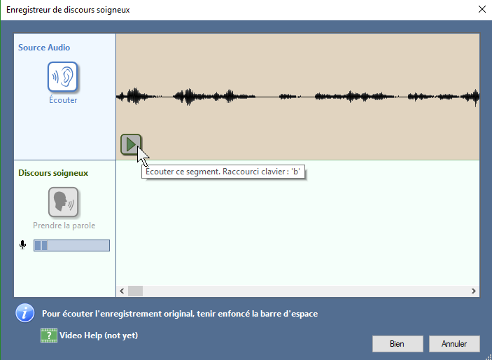 Enregistreur de discours soigneux
Source Audio
Écouter
Écouter ce segment. Raccourci clavier : 'b'
Discours soigneux
Prendre la parole
Pour écouter l'enregistrement original, tenir enfoncé la barre d'espace
? Video Help (not yet)
Bien
Annuler